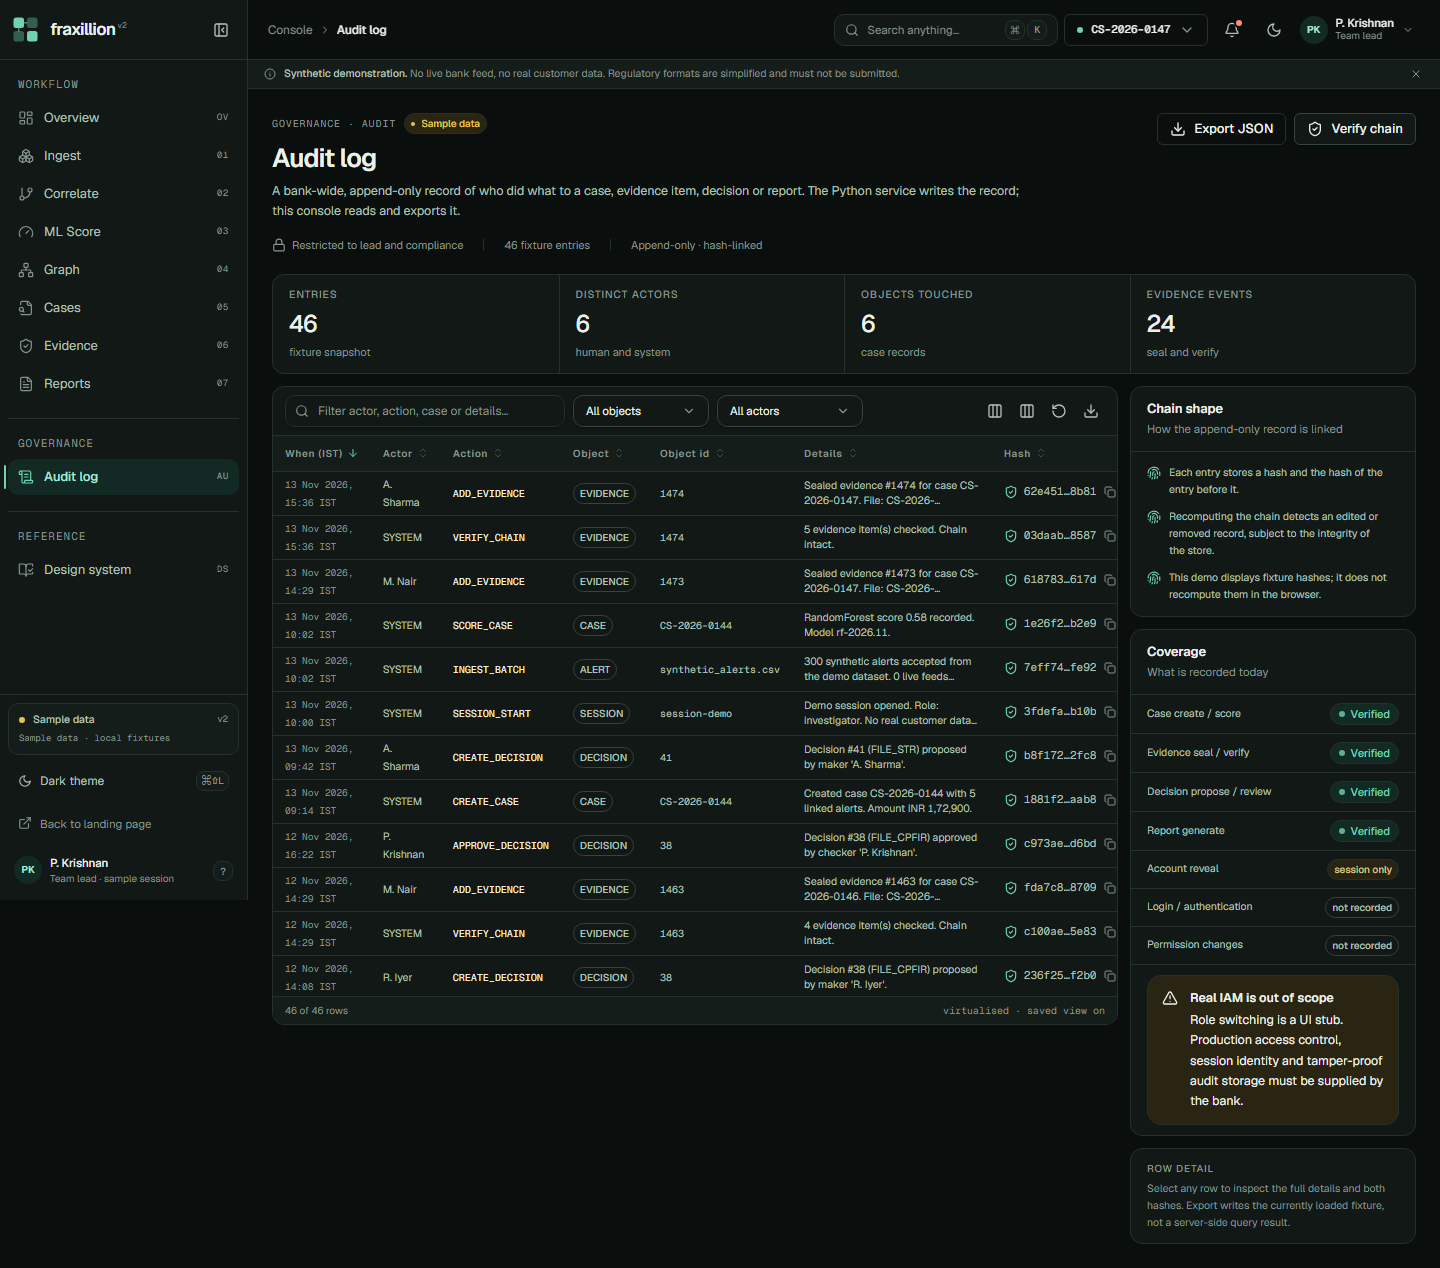 fraxillion v2
Console > Audit log
Search anything...
⌘ K
CS-2026-0147
PK
P. Krishnan
Team lead
Synthetic demonstration. No live bank feed, no real customer data. Regulatory formats are simplified and must not be submitted.
WORKFLOW
Overview OV
Ingest 01
Correlate 02
ML Score 03
Graph 04
Cases 05
Evidence 06
Reports 07
GOVERNANCE
Audit log AU
REFERENCE
Design system DS
Sample data v2
Sample data · local fixtures
Dark theme ⌘⇧L
Back to landing page
PK
P. Krishnan
Team lead · sample session
?
GOVERNANCE · AUDIT
Sample data
Audit log
A bank-wide, append-only record of who did what to a case, evidence item, decision or report. The Python service writes the record;
this console reads and exports it.
Restricted to lead and compliance
46 fixture entries
Append-only · hash-linked
Export JSON
Verify chain
ENTRIES
46
fixture snapshot
DISTINCT ACTORS
6
human and system
OBJECTS TOUCHED
6
case records
EVIDENCE EVENTS
24
seal and verify
Filter actor, action, case or details...
All objects
All actors
When (IST) Actor Action Object Object id Details Hash
13 Nov 2026, 15:36 IST A. Sharma ADD_EVIDENCE EVIDENCE 1474 Sealed evidence #1474 for case CS-2026-0147. File: CS-2026-... 62e451…8b81
13 Nov 2026, 15:36 IST SYSTEM VERIFY_CHAIN EVIDENCE 1474 5 evidence item(s) checked. Chain intact. 03daab…8587
13 Nov 2026, 14:29 IST M. Nair ADD_EVIDENCE EVIDENCE 1473 Sealed evidence #1473 for case CS-2026-0147. File: CS-2026-... 618783…617d
13 Nov 2026, 10:02 IST SYSTEM SCORE_CASE CASE CS-2026-0144 RandomForest score 0.58 recorded. Model rf-2026.11. 1e26f2…b2e9
13 Nov 2026, 10:02 IST SYSTEM INGEST_BATCH ALERT synthetic_alerts.csv 300 synthetic alerts accepted from the demo dataset. 0 live feeds... 7eff74…fe92
13 Nov 2026, 10:00 IST SYSTEM SESSION_START SESSION session-demo Demo session opened. Role: investigator. No real customer data... 3fdefa…b10b
13 Nov 2026, 09:42 IST A. Sharma CREATE_DECISION DECISION 41 Decision #41 (FILE_STR) proposed by maker 'A. Sharma'. b8f172…2fc8
13 Nov 2026, 09:14 IST SYSTEM CREATE_CASE CASE CS-2026-0144 Created case CS-2026-0144 with 5 linked alerts. Amount INR 1,72,900. 1881f2…aab8
12 Nov 2026, 16:22 IST P. Krishnan APPROVE_DECISION DECISION 38 Decision #38 (FILE_CPFIR) approved by checker 'P. Krishnan'. c973ae…d6bd
12 Nov 2026, 14:29 IST M. Nair ADD_EVIDENCE EVIDENCE 1463 Sealed evidence #1463 for case CS-2026-0146. File: CS-2026-... fda7c8…8709
12 Nov 2026, 14:29 IST SYSTEM VERIFY_CHAIN EVIDENCE 1463 4 evidence item(s) checked. Chain intact. c100ae…5e83
12 Nov 2026, 14:08 IST R. Iyer CREATE_DECISION DECISION 38 Decision #38 (FILE_CPFIR) proposed by maker 'R. Iyer'. 236f25…f2b0
46 of 46 rows
virtualised · saved view on
Chain shape
How the append-only record is linked
Each entry stores a hash and the hash of the
entry before it.
Recomputing the chain detects an edited or
removed record, subject to the integrity of
the store.
This demo displays fixture hashes; it does not
recompute them in the browser.
Coverage
What is recorded today
Case create / score Verified
Evidence seal / verify Verified
Decision propose / review Verified
Report generate Verified
Account reveal session only
Login / authentication not recorded
Permission changes not recorded
Real IAM is out of scope
Role switching is a UI stub.
Production access control,
session identity and tamper-proof
audit storage must be supplied by
the bank.
ROW DETAIL
Select any row to inspect the full details and both
hashes. Export writes the currently loaded fixture,
not a server-side query result.